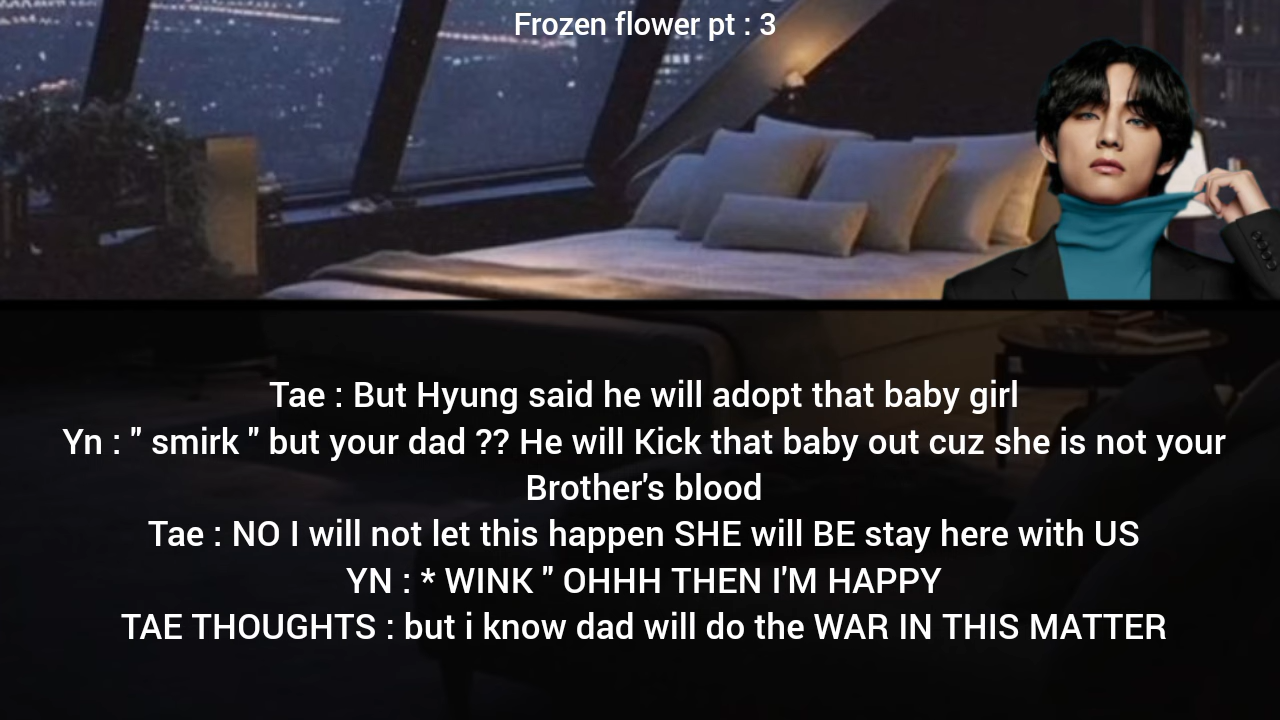 Frozen flower pt : 3
Tae : But Hyung said he will adopt that baby girl
Yn : " smirk " but your dad ?? He will Kick that baby out cuz she is not your
Brother's blood
Tae : NO I will not let this happen SHE will BE stay here with US
YN : * WINK " OHHH THEN I'M HAPPY
TAE THOUGHTS : but i know dad will do the WAR IN THIS MATTER